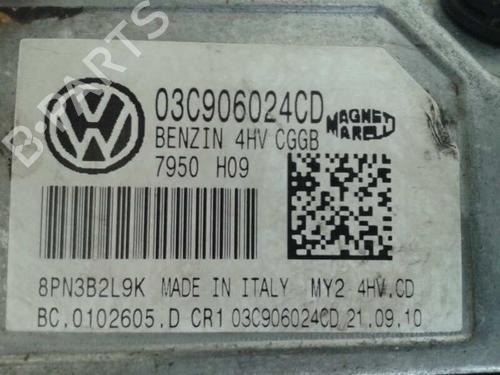 B-PARTS
03C906024CD
BENZIN 4HV CGGB
MAGNETI
MARELLI
7950 H09
8PN3B2L9K MADE IN ITALY MY2 4HV.CD
BC.0102605.D CR1 03C906024CD 21.09.10